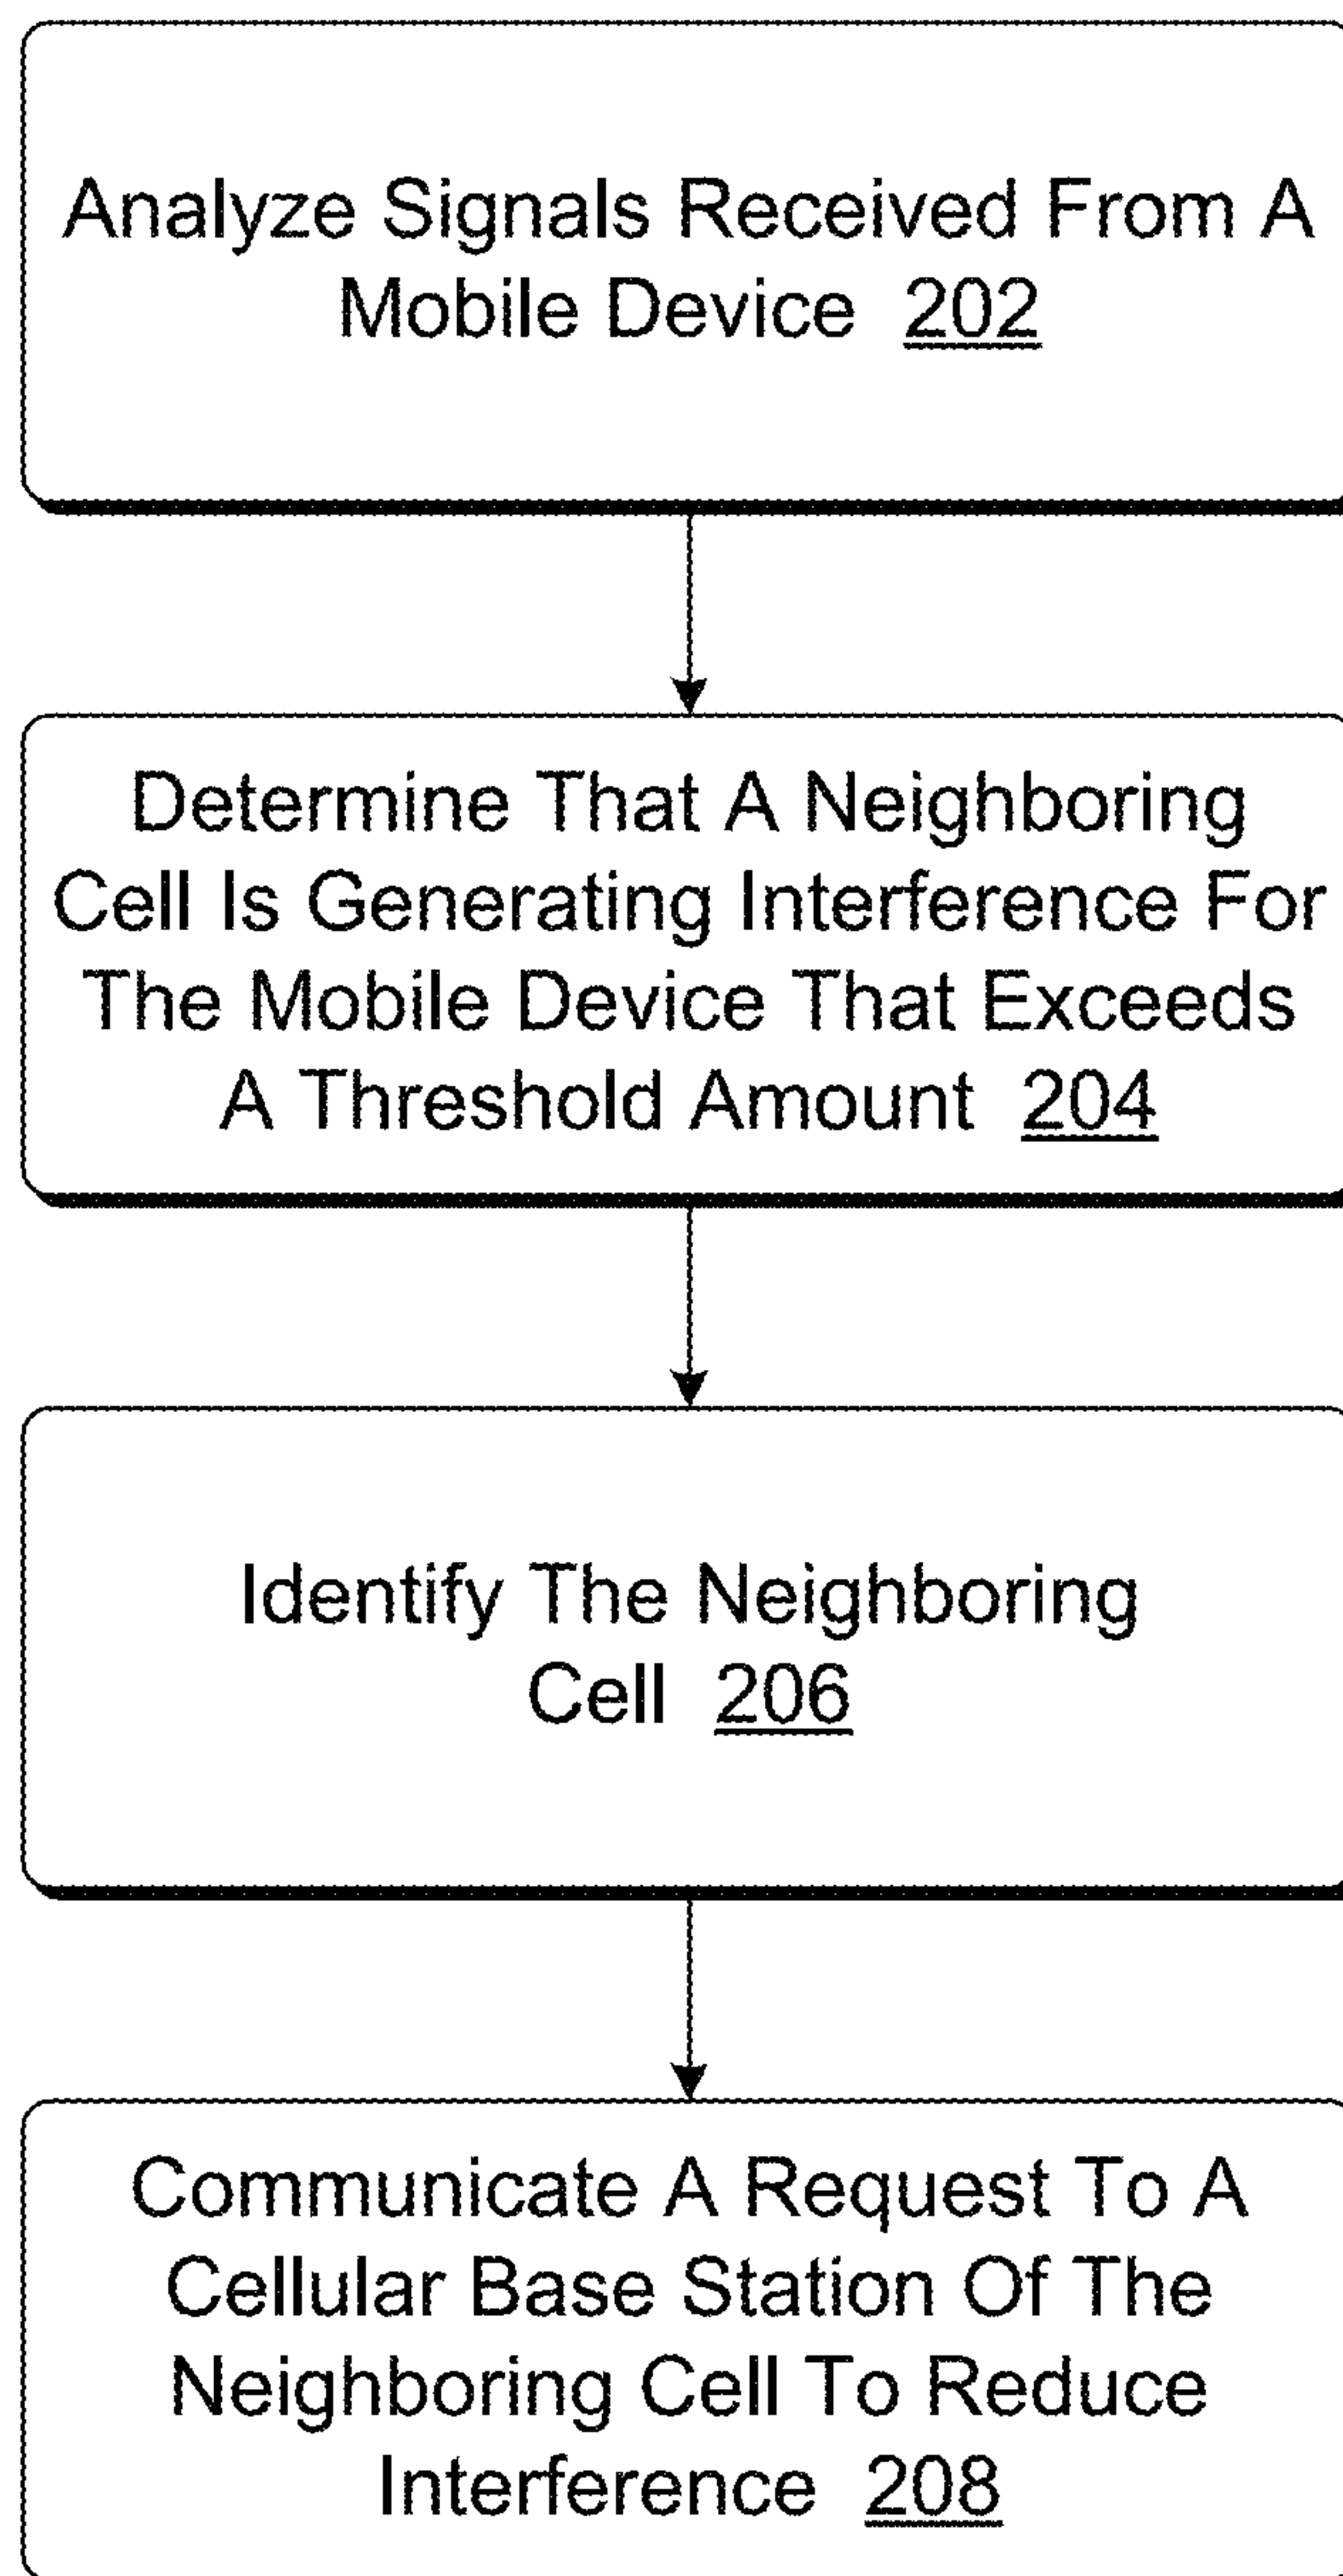 Analyze Signals Received From A
Mobile Device 202
Determine That A Neighboring
Cell Is Generating Interference For
The Mobile Device That Exceeds
A Threshold Amount 204
Identify The Neighboring
Cell 206
Communicate A Request To A
Cellular Base Station Of The
Neighboring Cell To Reduce
Interference 208